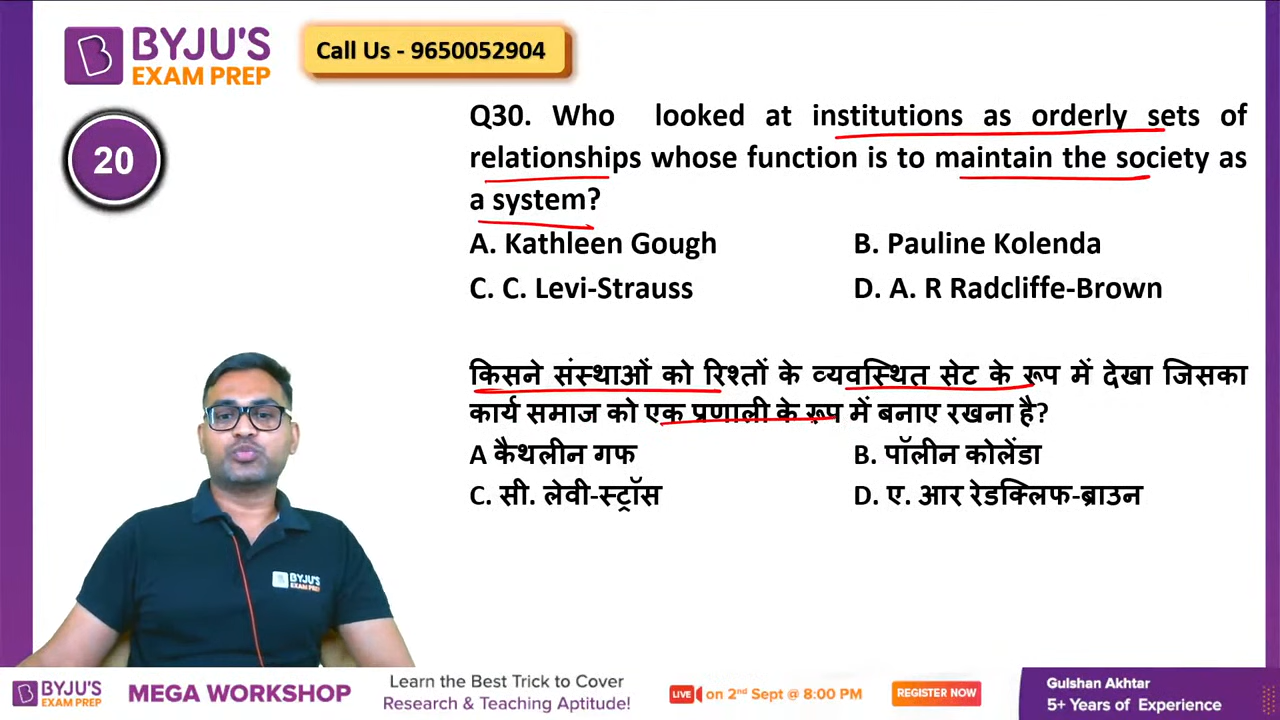 BYJU'S
EXAM PREP
Call Us - 9650052904
20
Q30. Who looked at institutions as orderly sets of
relationships whose function is to maintain the society as
a system?
A. Kathleen Gough
B. Pauline Kolenda
C. C. Levi-Strauss
D. A. R Radcliffe-Brown
किसने संस्थाओं को रिश्तों के व्यवस्थित सेट के रूप में देखा जिसका
कार्य समाज को एक प्रणाली के रूप में बनाए रखना है?
A कैथलीन गफ
B. पॉलीन कोलेंडा
C. सी. लेवी-स्ट्रॉस
D. ए. आर रेडक्लिफ-ब्राउन
BYJU'S
EXAM PREP
BYJU'S
EXAM PREP
MEGA WORKSHOP
Learn the Best Trick to Cover
Research & Teaching Aptitude!
LIVE on 2nd Sept @ 8:00 PM
REGISTER NOW
Gulshan Akhtar
5+ Years of Experience